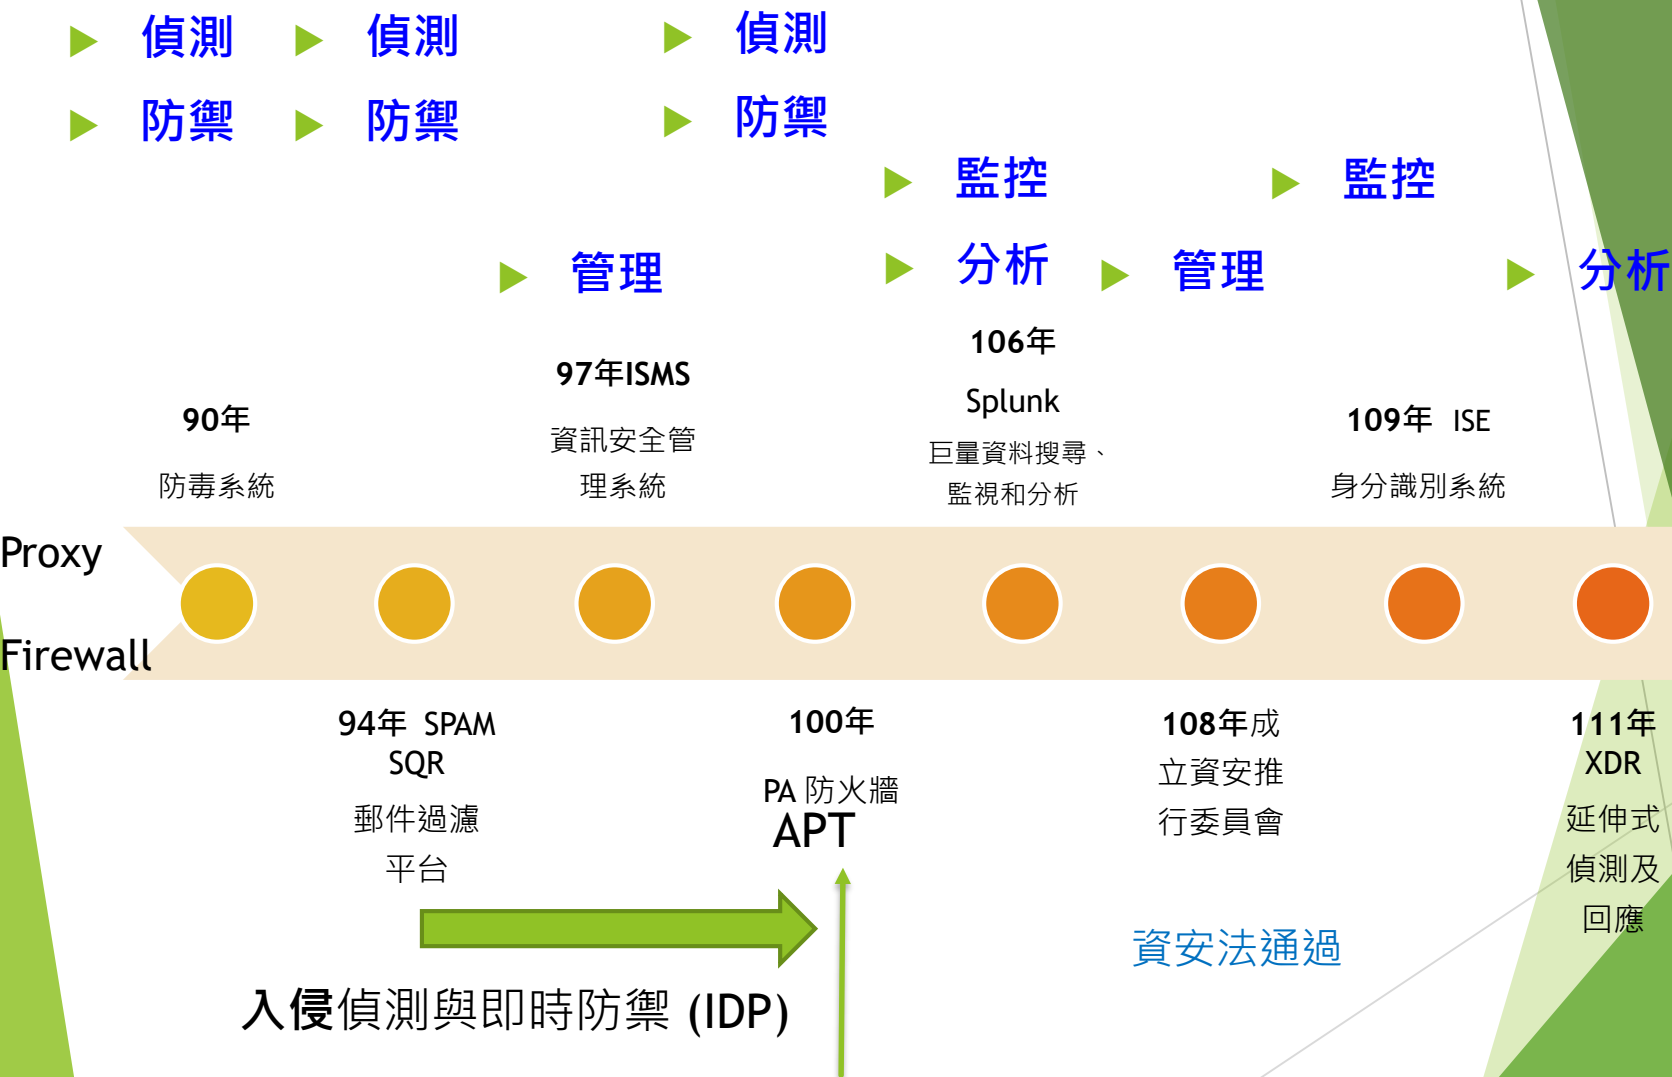 偵測
偵測
偵測
防禦
防禦
防禦
監控
監控
管理
分析
管理
分析
90年
防毒系統
97年ISMS
資訊安全管
理系統
106年
Splunk
巨量資料搜尋、
監視和分析
109年 ISE
身分識別系統
Proxy
Firewall
94年 SPAM
SQR
郵件過濾
平台
100年
PA 防火牆
APT
108年成
立資安推
行委員會
111年
XDR
延伸式
偵測及
回應
資安法通過
入侵偵測與即時防禦 (IDP)